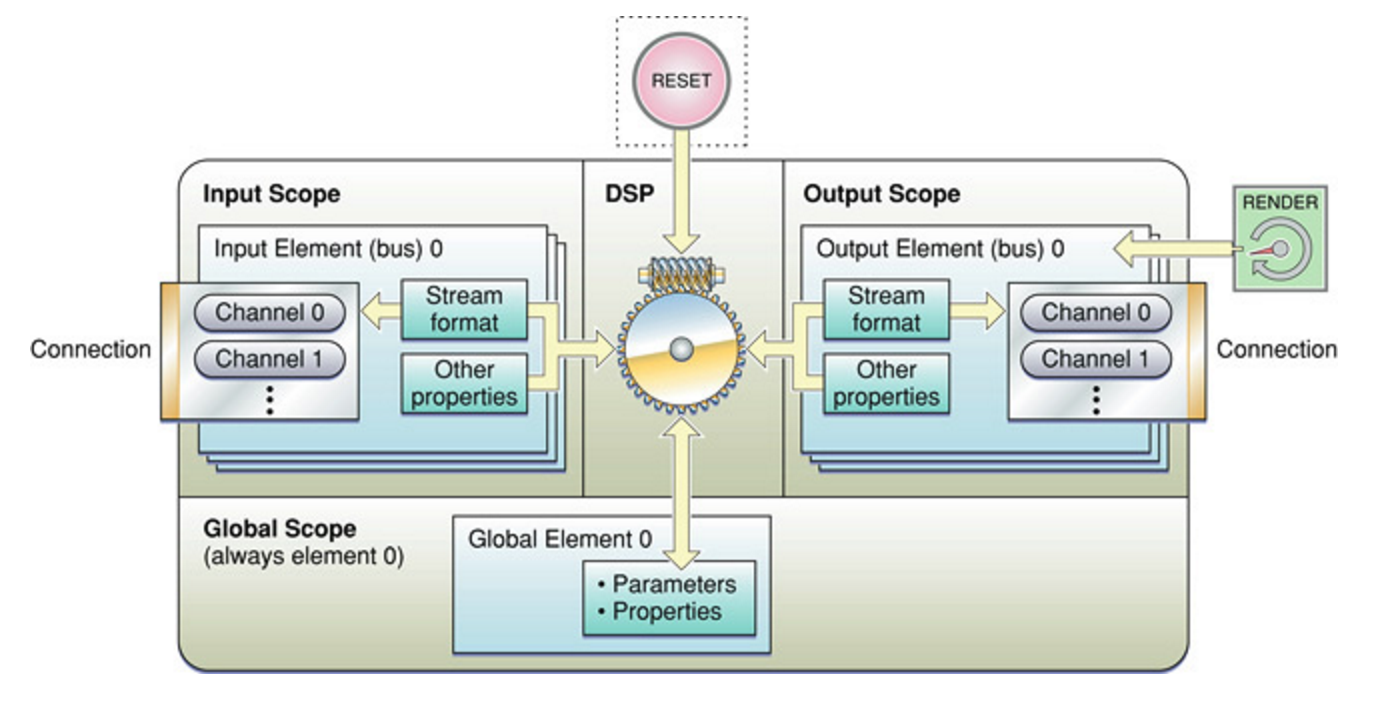 RESET
Input Scope
DSP
Output Scope
RENDER
Input Element (bus) 0
Output Element (bus) 0
Connection
Channel 0
Channel 1
Stream
format
Other
properties
Stream
format
Other
properties
Channel 0
Channel 1
Connection
Global Scope
(always element 0)
Global Element 0
• Parameters
• Properties